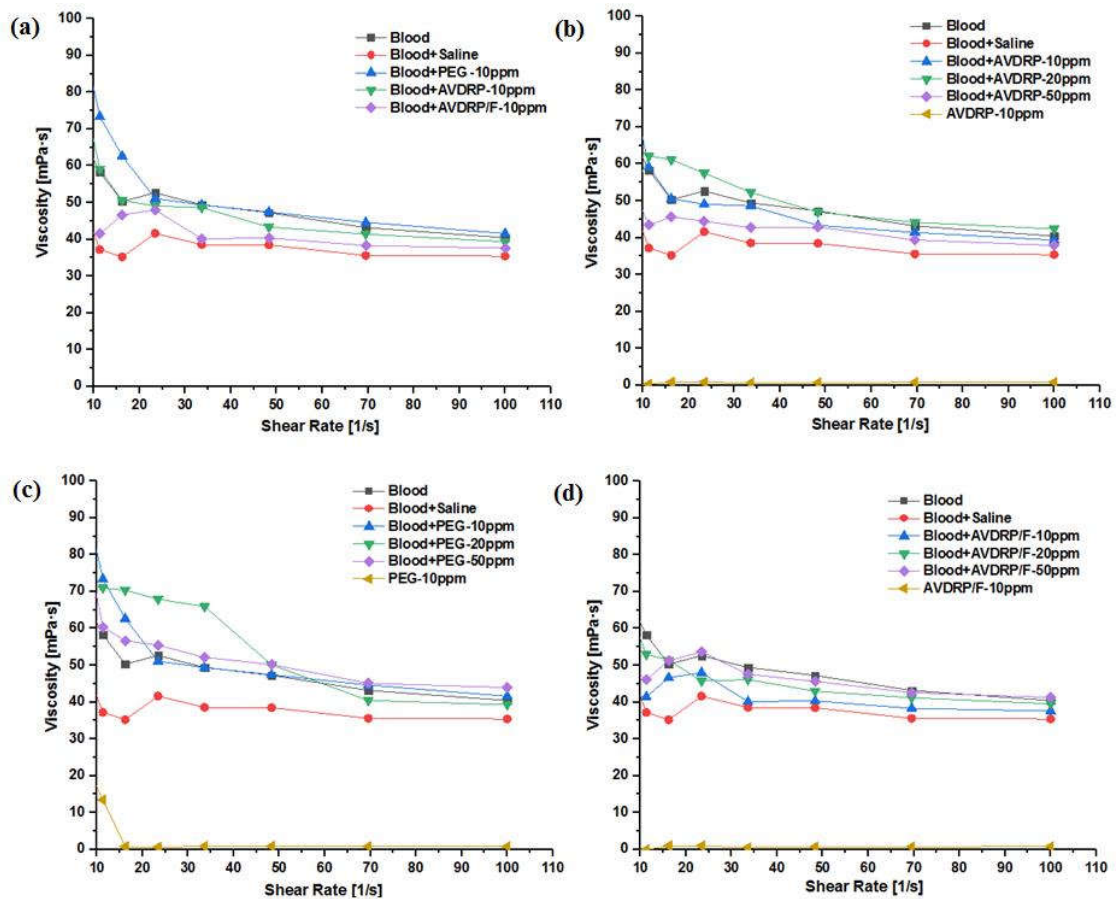 (a)
Viscosity [mPa·s]
100
90
80
70
60
50
40
30
20
10
0
Blood
Blood+Saline
Blood+PEG -10ppm
Blood+AVDRP-10ppm
Blood+AVDRP/F-10ppm
10 20 30 40 50 60 70 80 90 100 110
Shear Rate [1/s]
(b)
Viscosity [mPa·s]
100
90
80
70
60
50
40
30
20
10
0
Blood
Blood+Saline
Blood+AVDRP-10ppm
Blood+AVDRP-20ppm
Blood+AVDRP-50ppm
AVDRP-10ppm
10 20 30 40 50 60 70 80 90 100 110
Shear Rate [1/s]
(c)
Viscosity [mPa·s]
100
90
80
70
60
50
40
30
20
10
0
Blood
Blood+Saline
Blood+PEG-10ppm
Blood+PEG-20ppm
Blood+PEG-50ppm
PEG-10ppm
10 20 30 40 50 60 70 80 90 100 110
Shear Rate [1/s]
(d)
Viscosity [mPa·s]
100
90
80
70
60
50
40
30
20
10
0
Blood
Blood+Saline
Blood+AVDRP/F-10ppm
Blood+AVDRP/F-20ppm
Blood+AVDRP/F-50ppm
AVDRP/F-10ppm
10 20 30 40 50 60 70 80 90 100 110
Shear Rate [1/s]